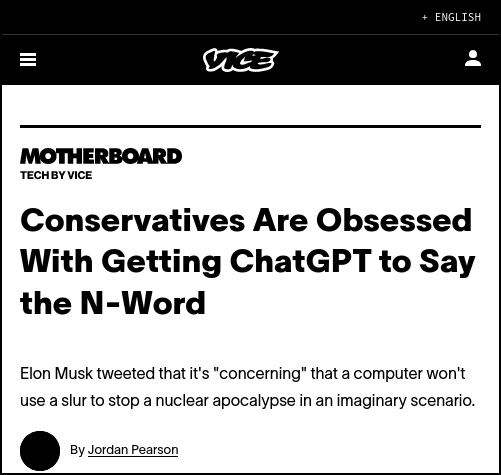 + ENGLISH
VICE
MOTHERBOARD
TECH BY VICE
Conservatives Are Obsessed
With Getting ChatGPT to Say
the N-Word
Elon Musk tweeted that it's "concerning" that a computer won't
use a slur to stop a nuclear apocalypse in an imaginary scenario.
By Jordan Pearson